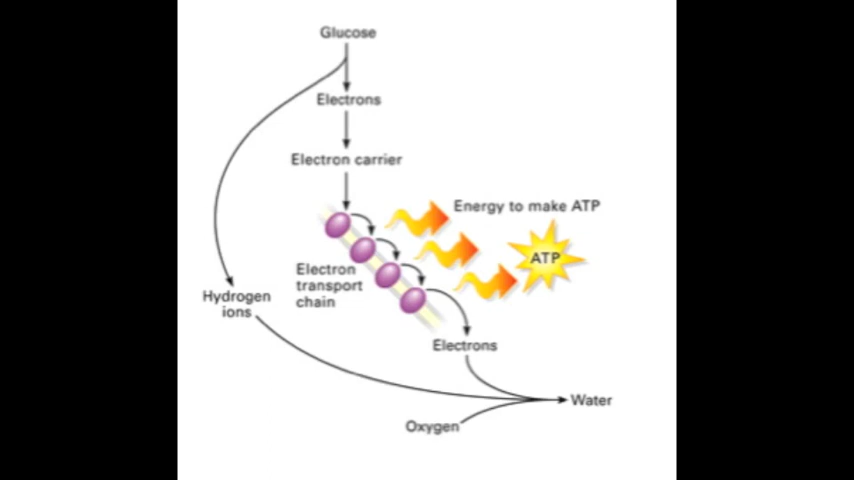 Glucose
Electrons
Electron carrier
Energy to make ATP
ATP
Electron
transport
chain
Hydrogen
ions
Electrons
Water
Oxygen